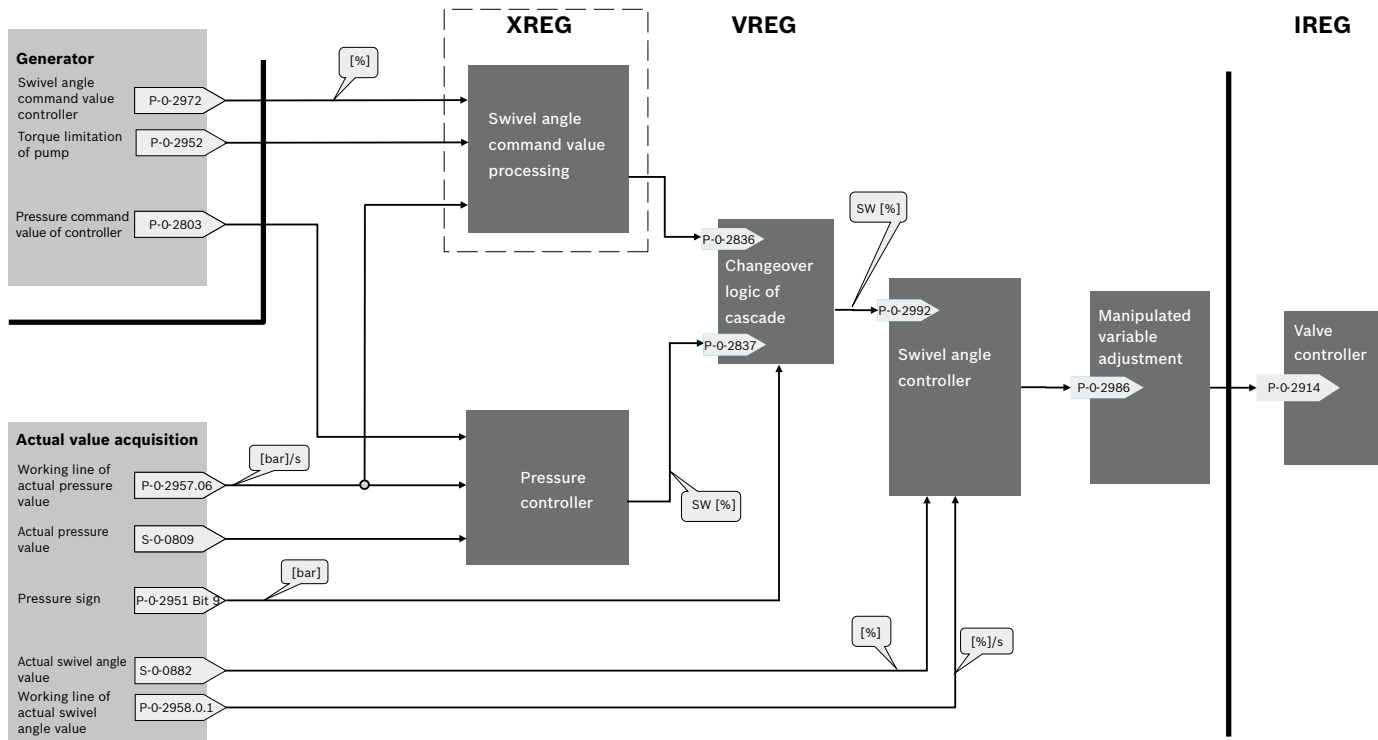 XREG
VREG
IREG
Generator
Swivel angle
command value
controller
P-0-2972
[%]
Torque limitation
of pump
P-0-2952
Pressure command
value of controller
P-0-2803
Swivel angle
command value
processing
SW [%]
P-0-2836
Changeover
logic of
cascade
P-0-2837
P-0-2992
Swivel angle
controller
Manipulated
variable
adjustment
P-0-2986
Valve
controller
P-0-2914
Actual value acquisition
Working line of
actual pressure
value
P-0-2957.06
[bar]/s
Pressure
controller
SW [%]
Actual pressure
value
S-0-0809
Pressure sign
P-0-2951 Bit 9
[bar]
Actual swivel angle
value
S-0-0882
[%]
Working line of
actual swivel
angle value
P-0-2958.0.1
[%]/s